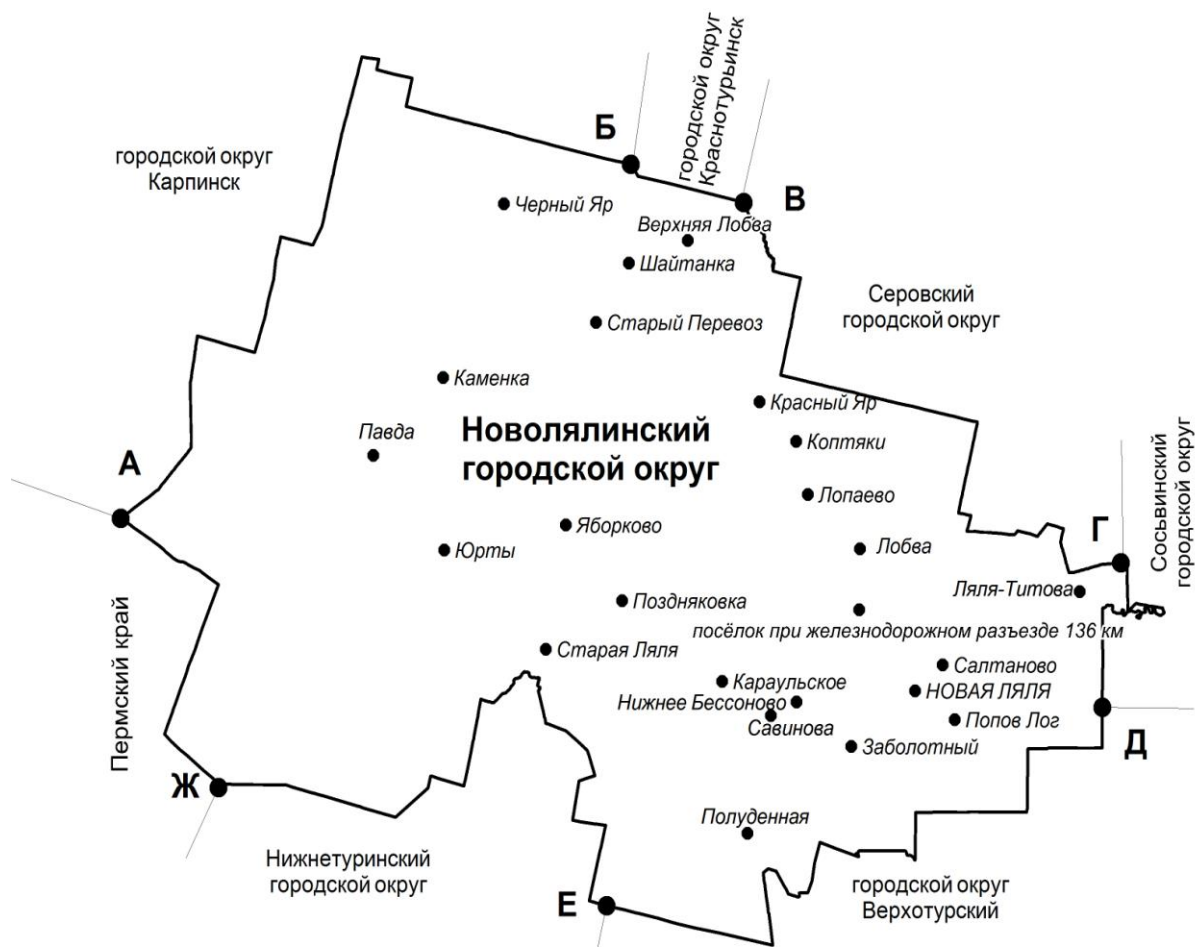 городской округ
Краснотурьинск
Б
городской округ
Карпинск
В
Черный Яр
Верхняя Лобва
Шайтанка
Серовский
городской округ
Старый Перевоз
Каменка
Красный Яр
Павда
Новолялинский
городской округ
Коптяки
А
Лопаево
Сосьвинский
городской округ
Яборково
Г
Лобва
Юрты
Ляля-Титова
Поздняковка
посёлок при железнодорожном разъезде 136 км
Пермский край
Старая Ляля
Салтаново
Караульское
НОВАЯ ЛЯЛЯ
Нижнее Бессоново
Савинова
Попов Лог
Д
Заболотный
Ж
Полуденная
Нижнетуринский
городской округ
городской округ
Верхотурский
Е